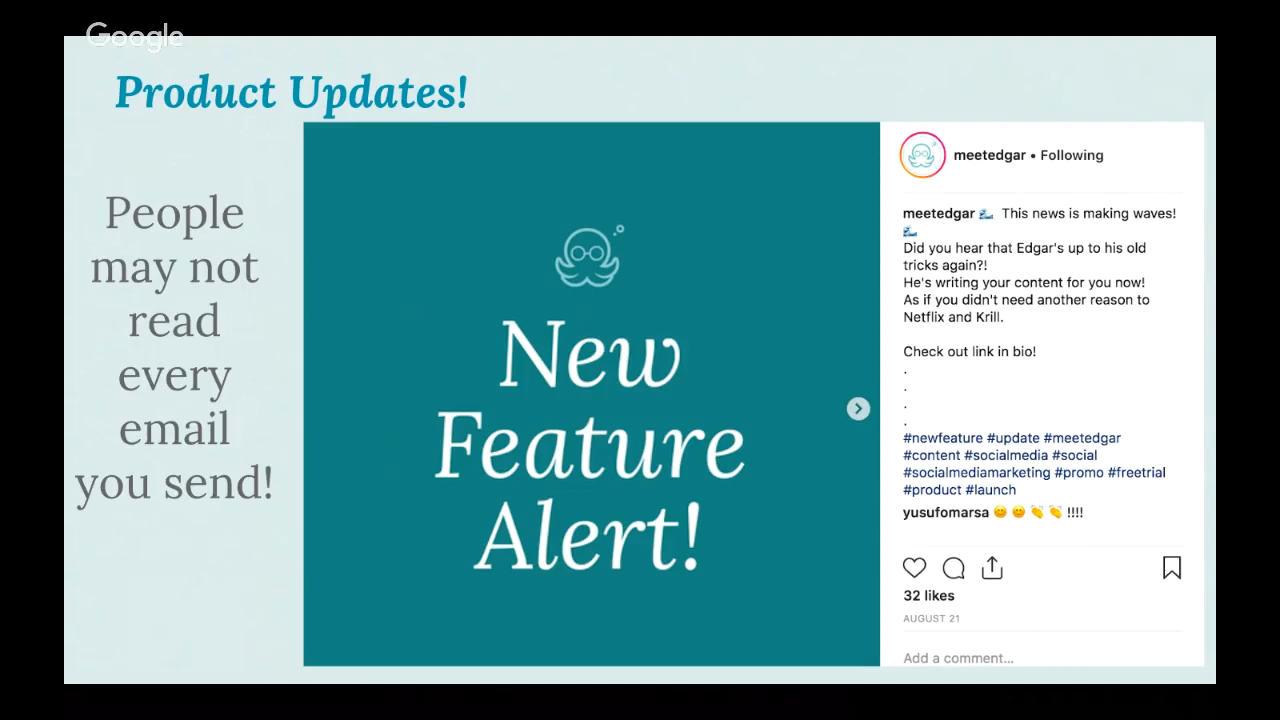 Google
Product Updates!
People
may not
read
every
email
you send!
New
Feature
Alert!
meetedgar • Following
meetedgar 🌊 This news is making waves!
🌊
Did you hear that Edgar's up to his old
tricks again?!
He's writing your content for you now!
As if you didn't need another reason to
Netflix and Krill.
Check out link in bio!
.
.
.
.
#newfeature #update #meetedgar
#content #socialmedia #social
#socialmediamarketing #promo #freetrial
#product #launch
yusufomarsa 😊 😊 👏 👏 !!!!
32 likes
AUGUST 21
Add a comment...